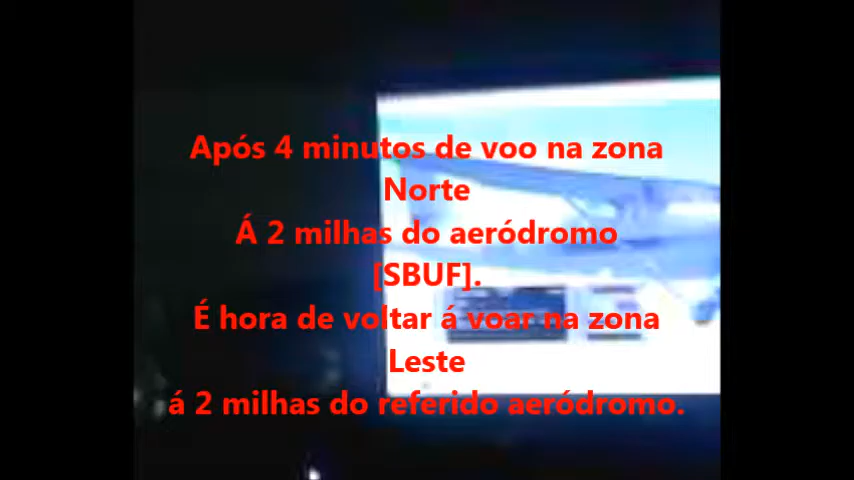 Após 4 minutos de voo na zona
Norte
Á 2 milhas do aeródromo
[SBUF].
É hora de voltar á voar na zona
Leste
á 2 milhas do referido aeródromo.